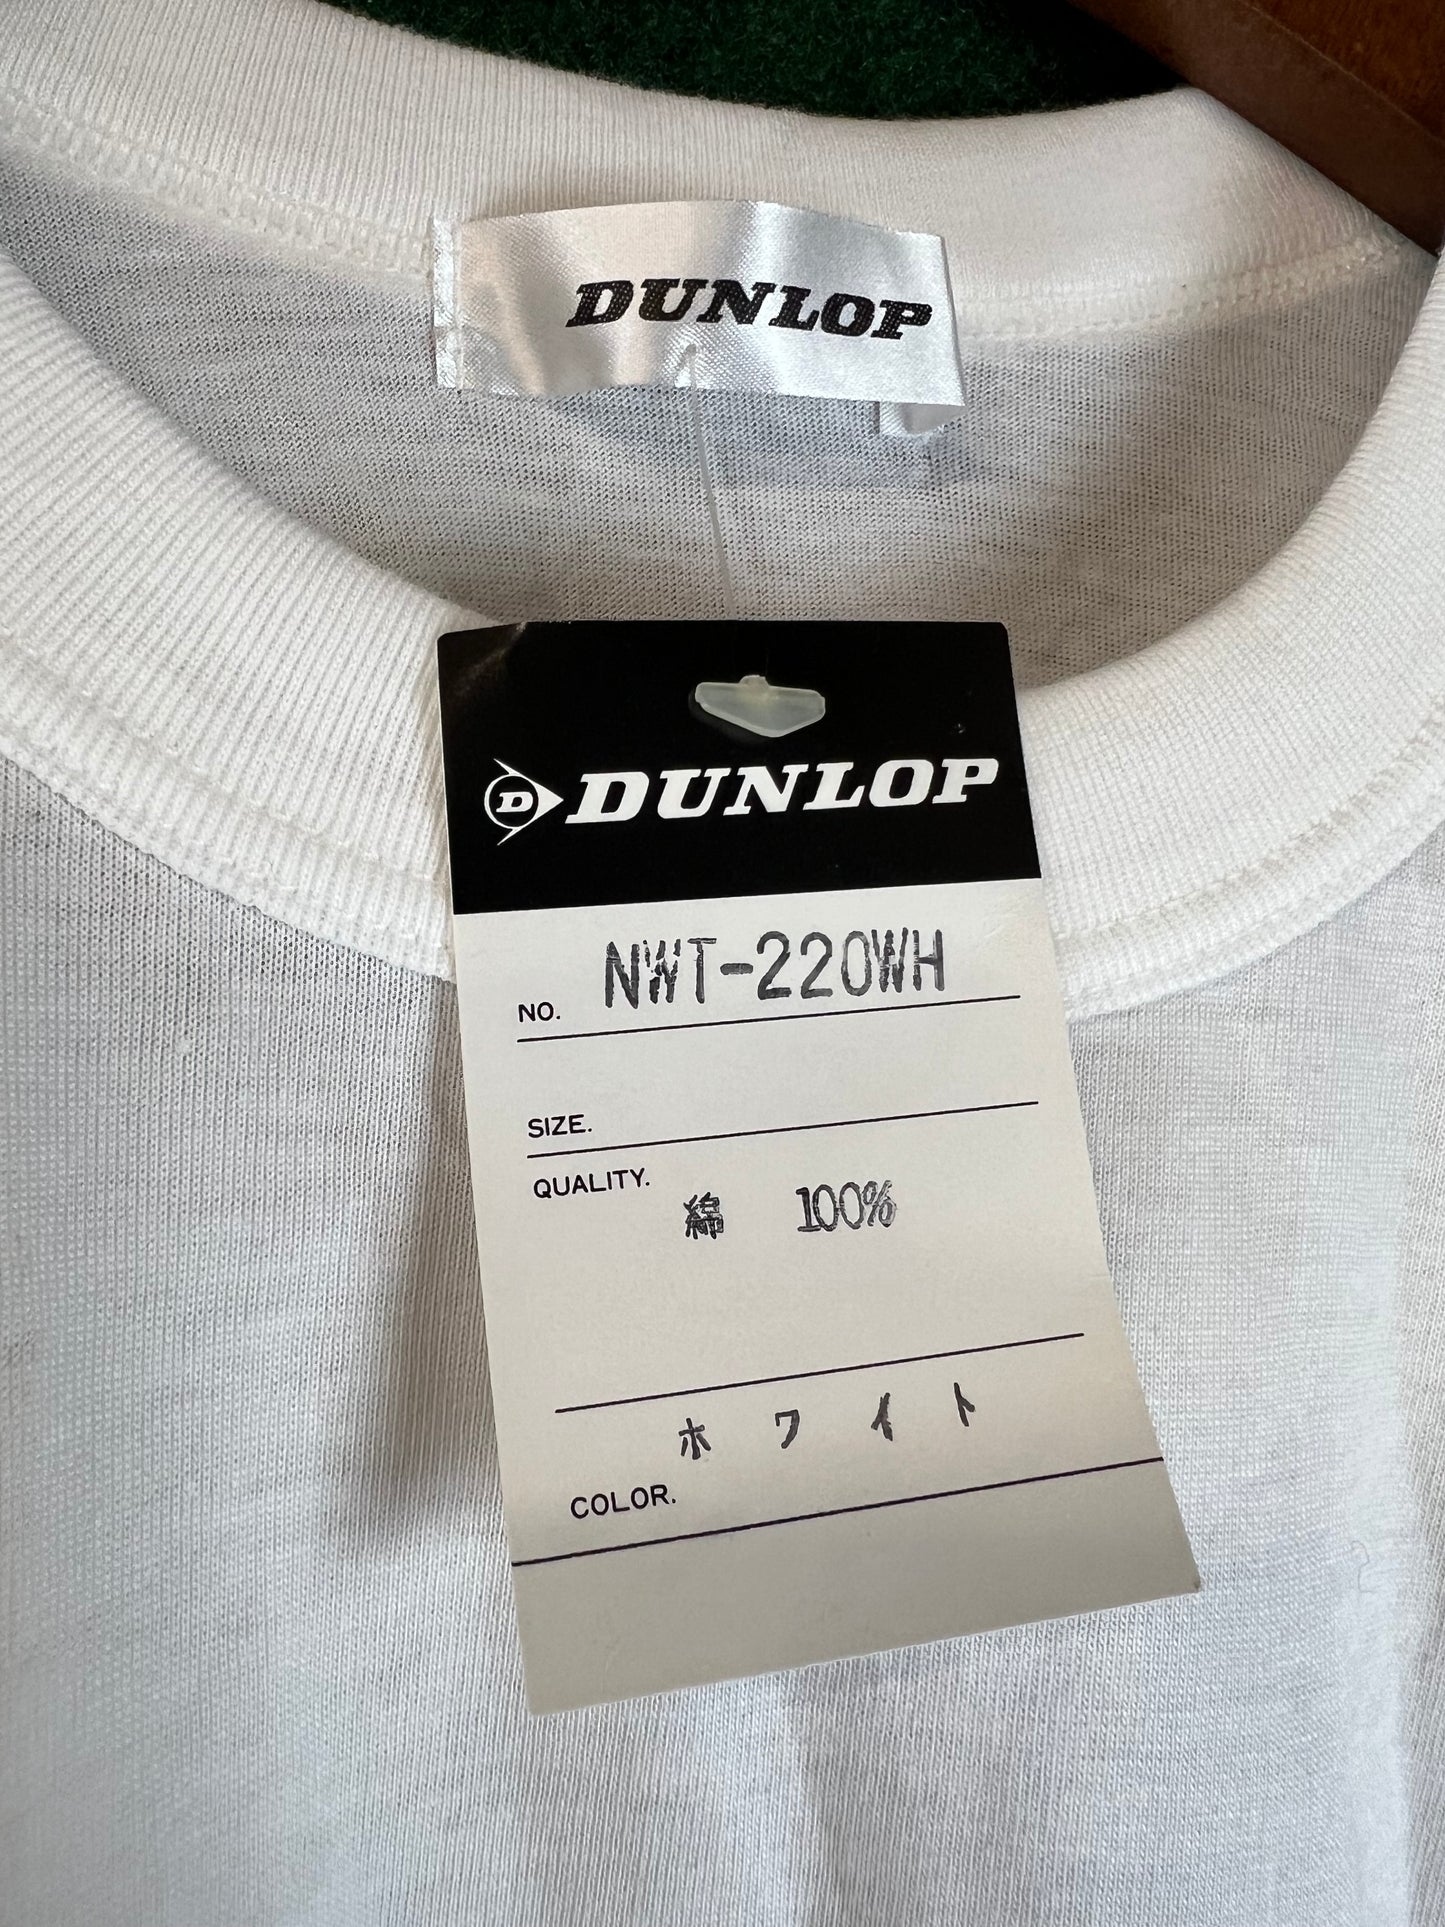 DUNLOP
D DUNLOP
NO. NWT-220WH
SIZE.
QUALITY.
綿 100%
ホワイト
COLOR.